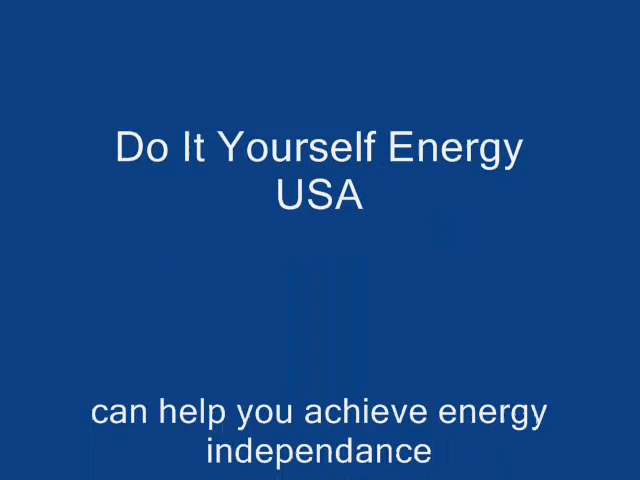 Do It Yourself Energy
USA
can help you achieve energy
independance